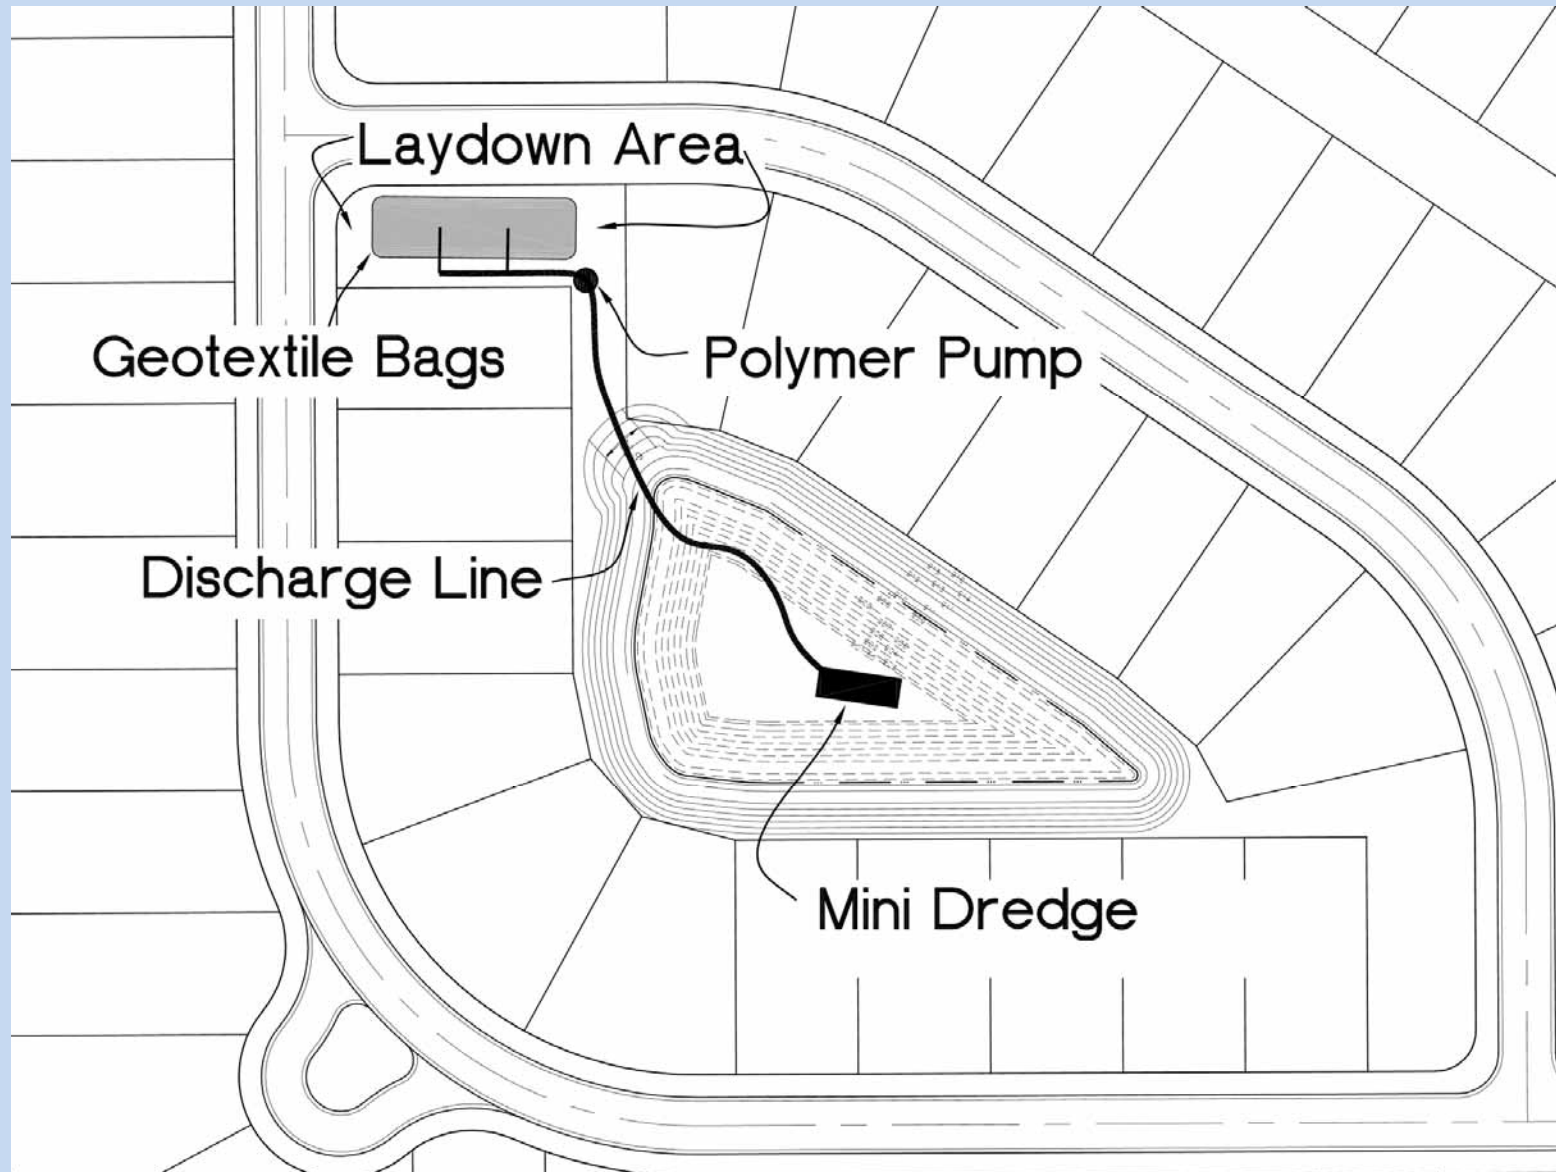 Laydown Area
Geotextile Bags
Polymer Pump
Discharge Line
Mini Dredge